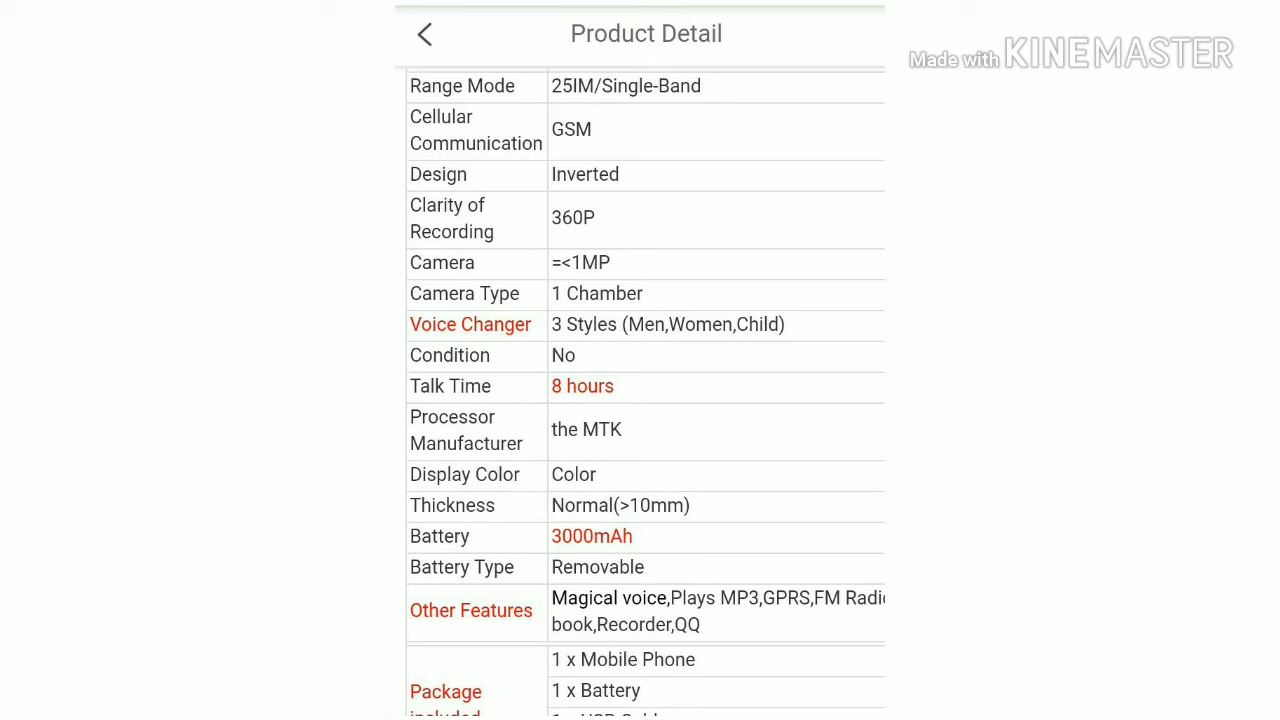 Product Detail
Made with KINEMASTER
Range Mode 25IM/Single-Band
Cellular
Communication GSM
Design Inverted
Clarity of
Recording 360P
Camera =<1MP
Camera Type 1 Chamber
Voice Changer 3 Styles (Men,Women,Child)
Condition No
Talk Time 8 hours
Processor
Manufacturer the MTK
Display Color Color
Thickness Normal(>10mm)
Battery 3000mAh
Battery Type Removable
Other Features
Magical voice,Plays MP3,GPRS,FM
book,Recorder,QQ
1 x Mobile Phone
Package
1 x Battery